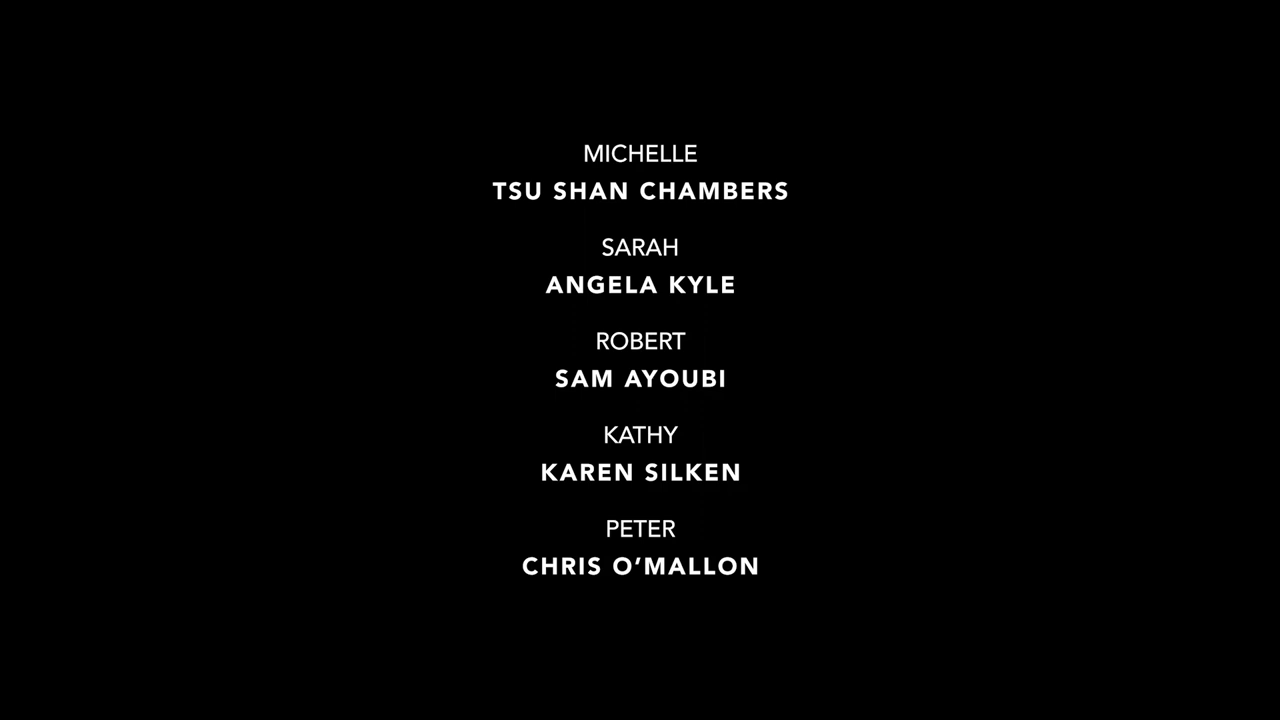 MICHELLE
TSU SHAN CHAMBERS
SARAH
ANGELA KYLE
ROBERT
SAM AYOUBI
KATHY
KAREN SILKEN
PETER
CHRIS O’MALLON